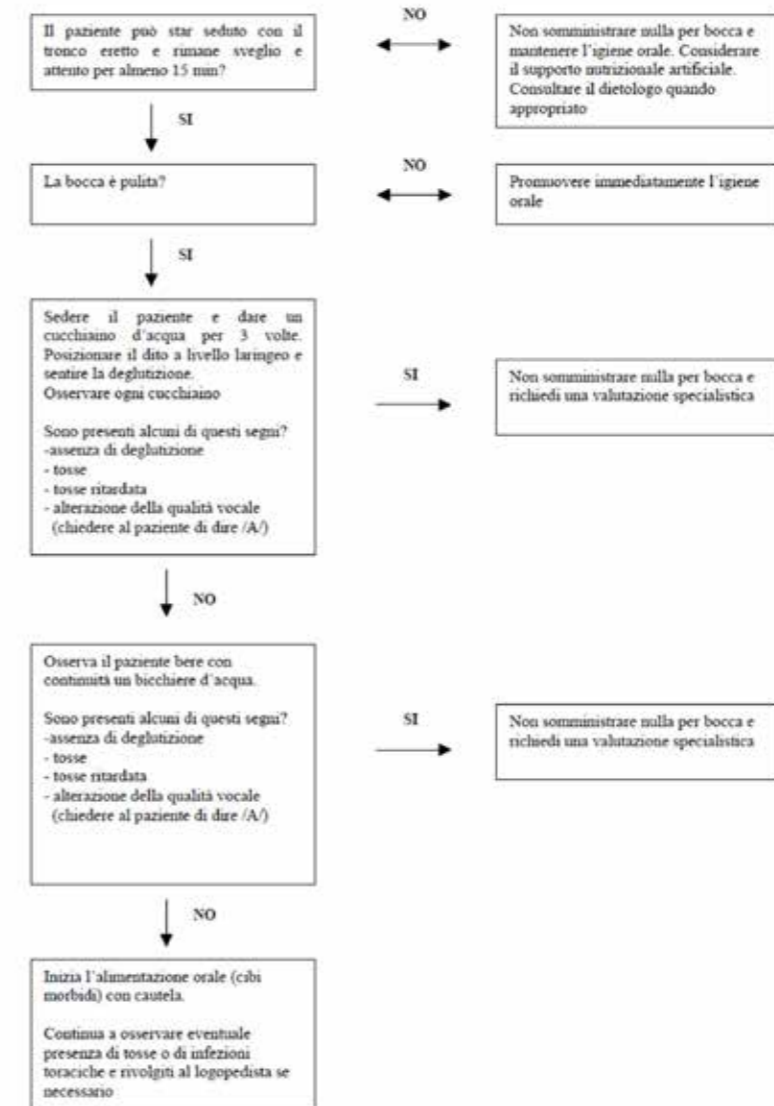 Il paziente può star seduto con il
tronco eretto e rimane sveglio e
attento per almeno 15 min?
NO
Non somministrare nulla per bocca e
mantenere l'igiene orale. Considerare
il supporto nutrizionale artificiale.
Consultare il dietologo quando
appropriato
SI
La bocca è pulita?
NO
Promuovere immediatamente l'igiene
orale
SI
Sedere il paziente e dare un
cucchiaino d'acqua per 3 volte.
Posizionare il dito a livello laringeo e
sentire la deglutizione.
Osservare ogni cucchiaino
Sono presenti alcuni di questi segni?
-assenza di deglutizione
- tosse
- tosse ritardata
- alterazione della qualità vocale
(chiedere al paziente di dire /A/)
SI
Non somministrare nulla per bocca e
richiedi una valutazione specialistica
NO
Osserva il paziente bere con
continuità un bicchiere d'acqua.
Sono presenti alcuni di questi segni?
-assenza di deglutizione
- tosse
- tosse ritardata
- alterazione della qualità vocale
(chiedere al paziente di dire /A/)
SI
Non somministrare nulla per bocca e
richiedi una valutazione specialistica
NO
Inizia l'alimentazione orale (cibi
morbidi) con cautela.
Continua a osservare eventuale
presenza di tosse o di infezioni
toraciche e rivolgiti al logopedista se
necessario